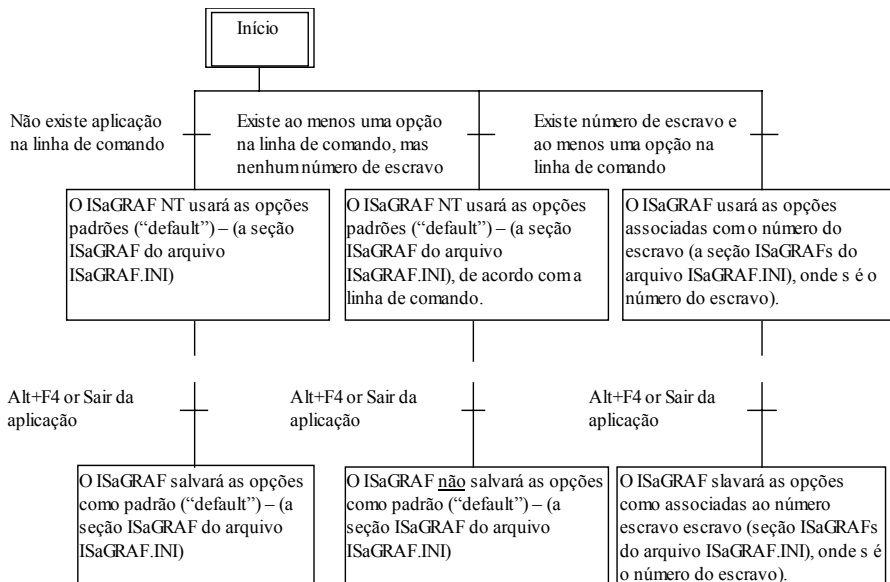 Início
Não existe aplicação
na linha de comando
Existe ao menos uma opção
na linha de comando, mas
nenhum número de escravo
Existe número de escravo e
ao menos uma opção na
linha de comando
O ISaGRAF NT usará as opções
padrões (“default”) – (a seção
ISaGRAF do arquivo
ISaGRAF.INI)
O ISaGRAF NT usará as opções
padrões (“default”) – (a seção
ISaGRAF do arquivo
ISaGRAF.INI), de acordo com a
linha de comando.
O ISaGRAF usará as opções
associadas com o número do
escravo (a seção ISaGRAFs do
arquivo ISaGRAF.INI), onde s é o
número do escravo).
Alt+F4 or Sair da
aplicação
Alt+F4 or Sair da
aplicação
Alt+F4 or Sair da
aplicação
O ISaGRAF salvará as opções
como padrão (“default”) – (a
seção ISaGRAF do arquivo
ISaGRAF.INI)
O ISaGRAF não salvará as opções
como padrão (“default”) – (a
seção ISaGRAF do arquivo
ISaGRAF.INI)
O ISaGRAF slavará as opções
como associadas ao número
escravo escravo (seção ISaGRAFs
do arquivo ISaGRAF.INI), onde s é
o número do escravo).